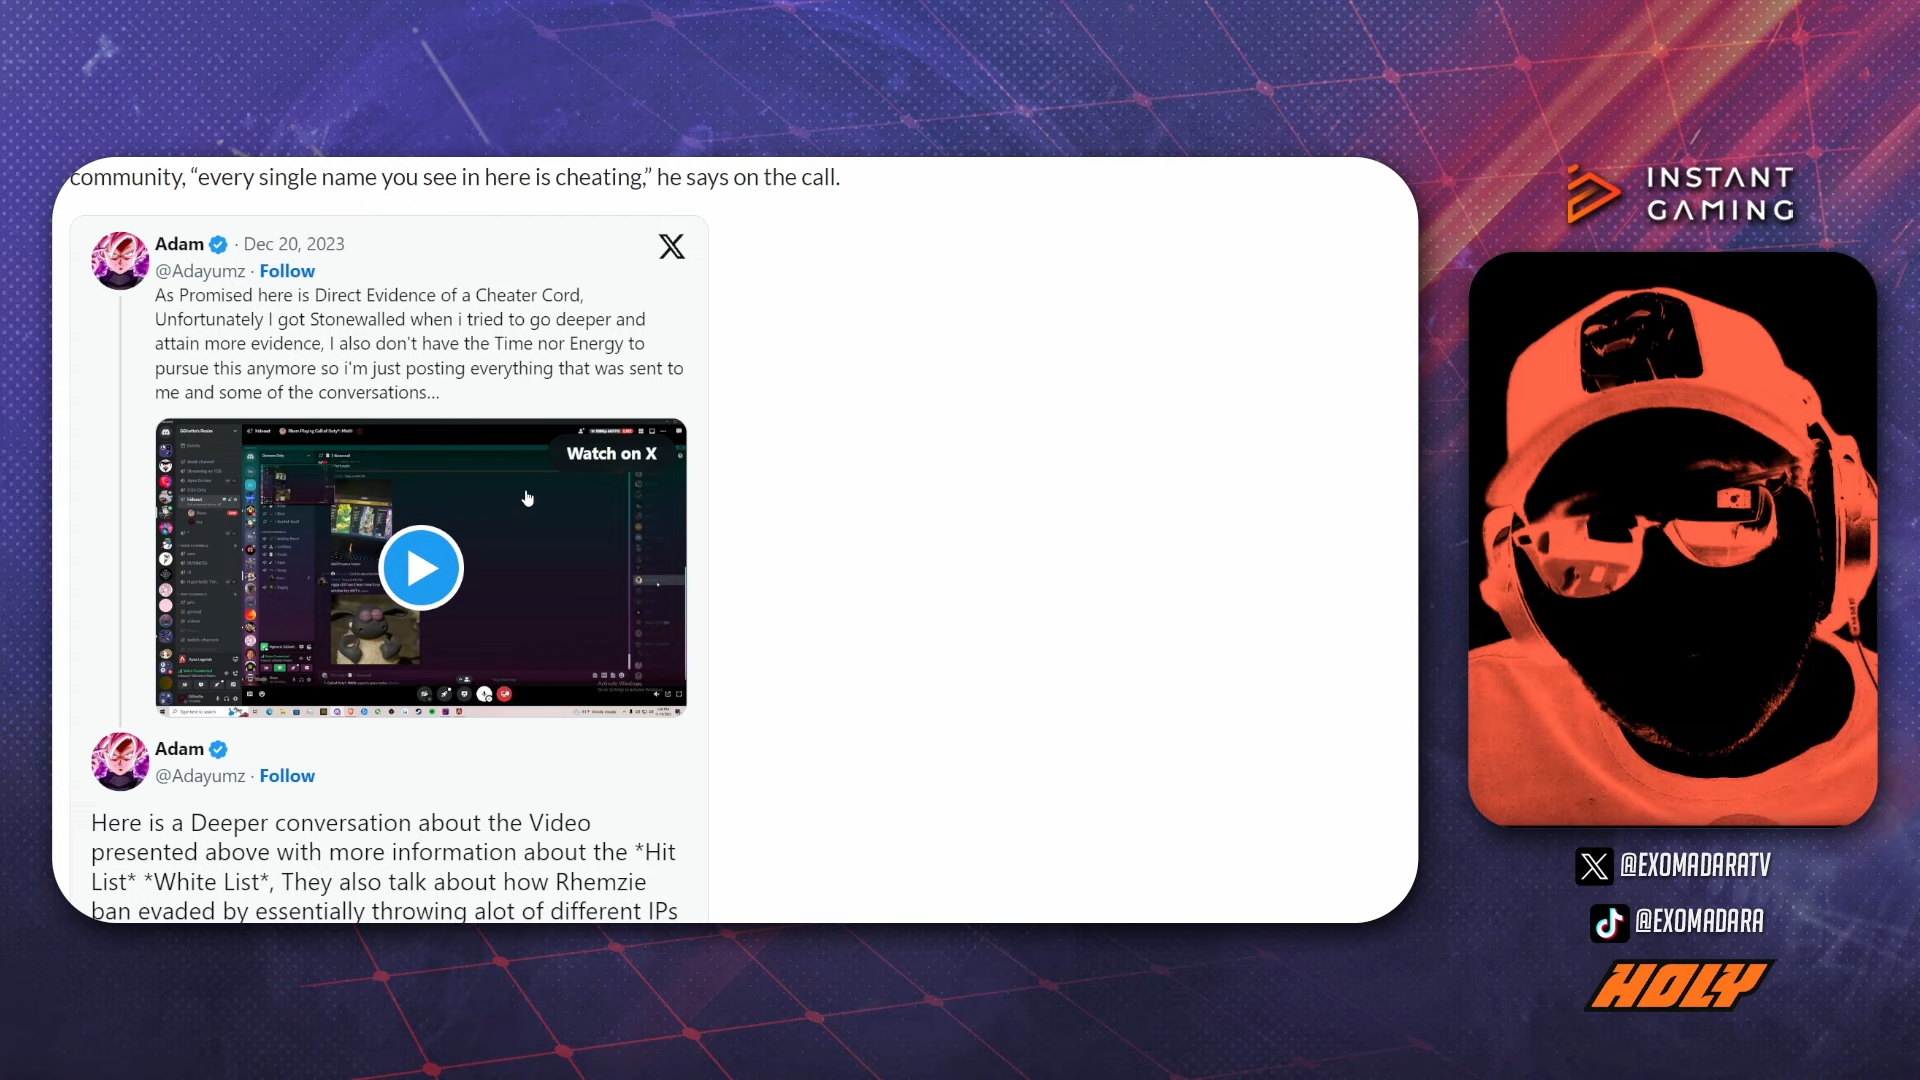 community, “every single name you see in here is cheating,” he says on the call.
Adam · Dec 20, 2023
@Adayumz · Follow
As Promised here is Direct Evidence of a Cheater Cord,
Unfortunately I got Stonewalled when i tried to go deeper and
attain more evidence, I also don't have the Time nor Energy to
pursue this anymore so i'm just posting everything that was sent to
me and some of the conversations...
Watch on X
Activate Windows
Adam
@Adayumz · Follow
Here is a Deeper conversation about the Video
presented above with more information about the *Hit
List* *White List*, They also talk about how Rhemzie
ban evaded by essentially throwing alot of different IPs
INSTANT
GAMING
@EXOMADARATV
@EXOMADARA
HOLY